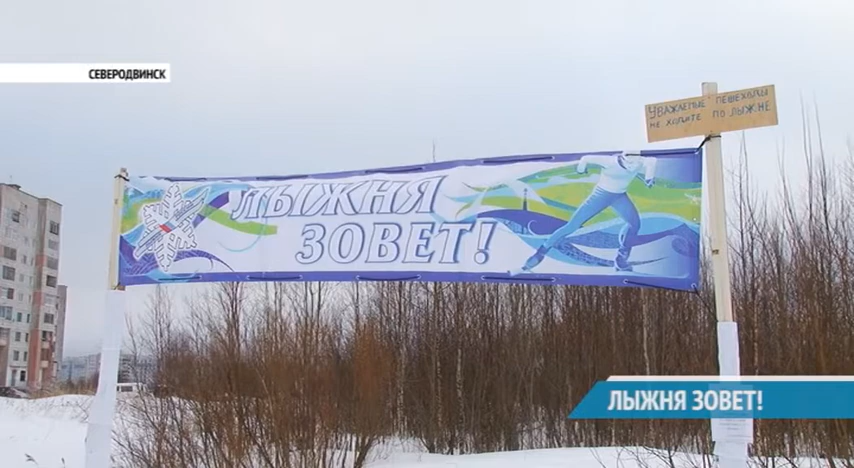 СЕВЕРОДВИНСК
УВАЖАЕМЫЕ ПЕШЕХОДЫ
НЕ ХОДИТЕ ПО ЛЫЖНЕ
ЛЫЖНЯ
ЗОВЕТ!
ЛЫЖНЯ ЗОВЕТ!